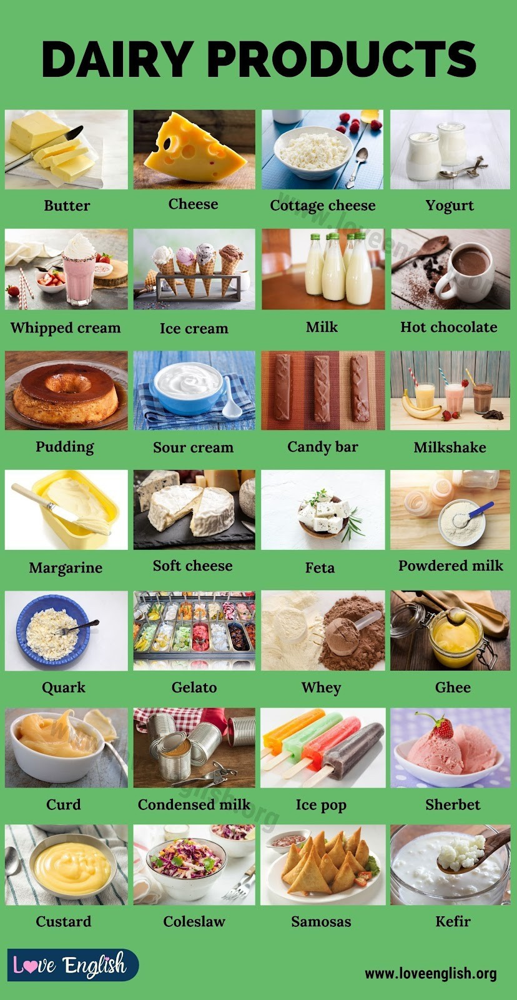 DAIRY PRODUCTS
Butter
Cheese
Cottage cheese
Yogurt
Whipped cream
Ice cream
Milk
Hot chocolate
Pudding
Sour cream
Candy bar
Milkshake
Margarine
Soft cheese
Feta
Powdered milk
Quark
Gelato
Whey
Ghee
Curd
Condensed milk
Ice pop
Sherbet
Custard
Coleslaw
Samosas
Kefir
Love English
www.loveenglish.org